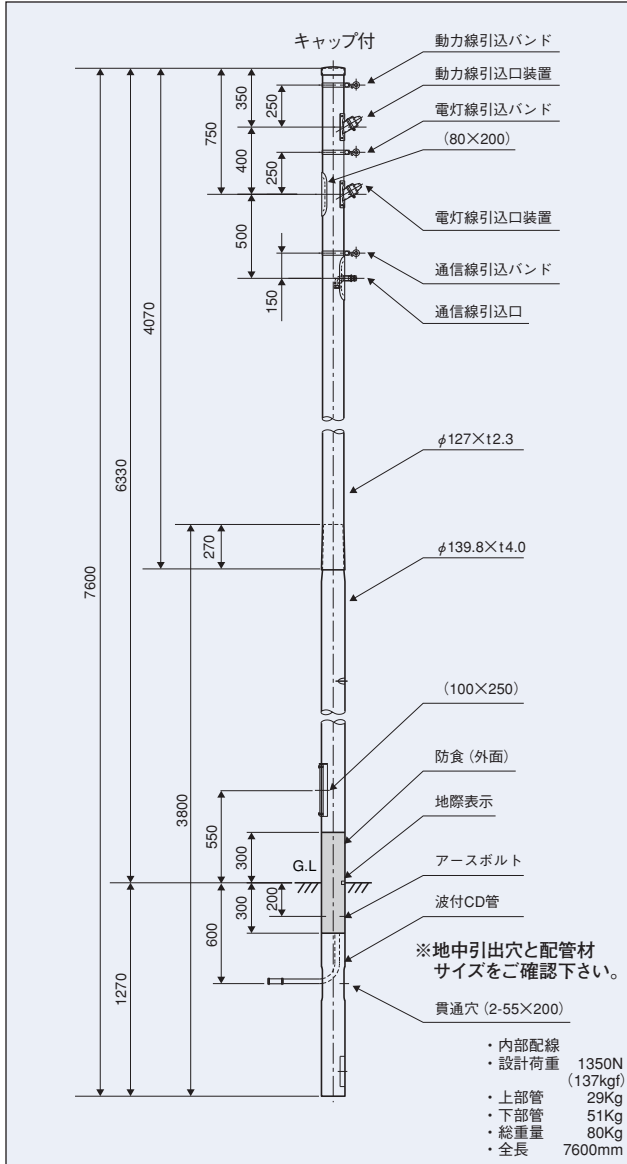 キャップ付
動力線引込バンド
動力線引込口装置
電灯線引込バンド
(80×200)
電灯線引込口装置
通信線引込バンド
通信線引込口
350
250
750
400
250
500
150
4070
6330
7600
φ127×t2.3
270
φ139.8×t4.0
3800
(100×250)
防食（外面）
地際表示
550
300
G.L
アースボルト
200
300
600
波付CD管
1270
※地中引出穴と配管材
サイズをご確認下さい。
貫通穴 (2-55×200)
・内部配線
・設計荷重 1350N
(137kgf)
・上部管 29Kg
・下部管 51Kg
・総重量 80Kg
・全長 7600mm